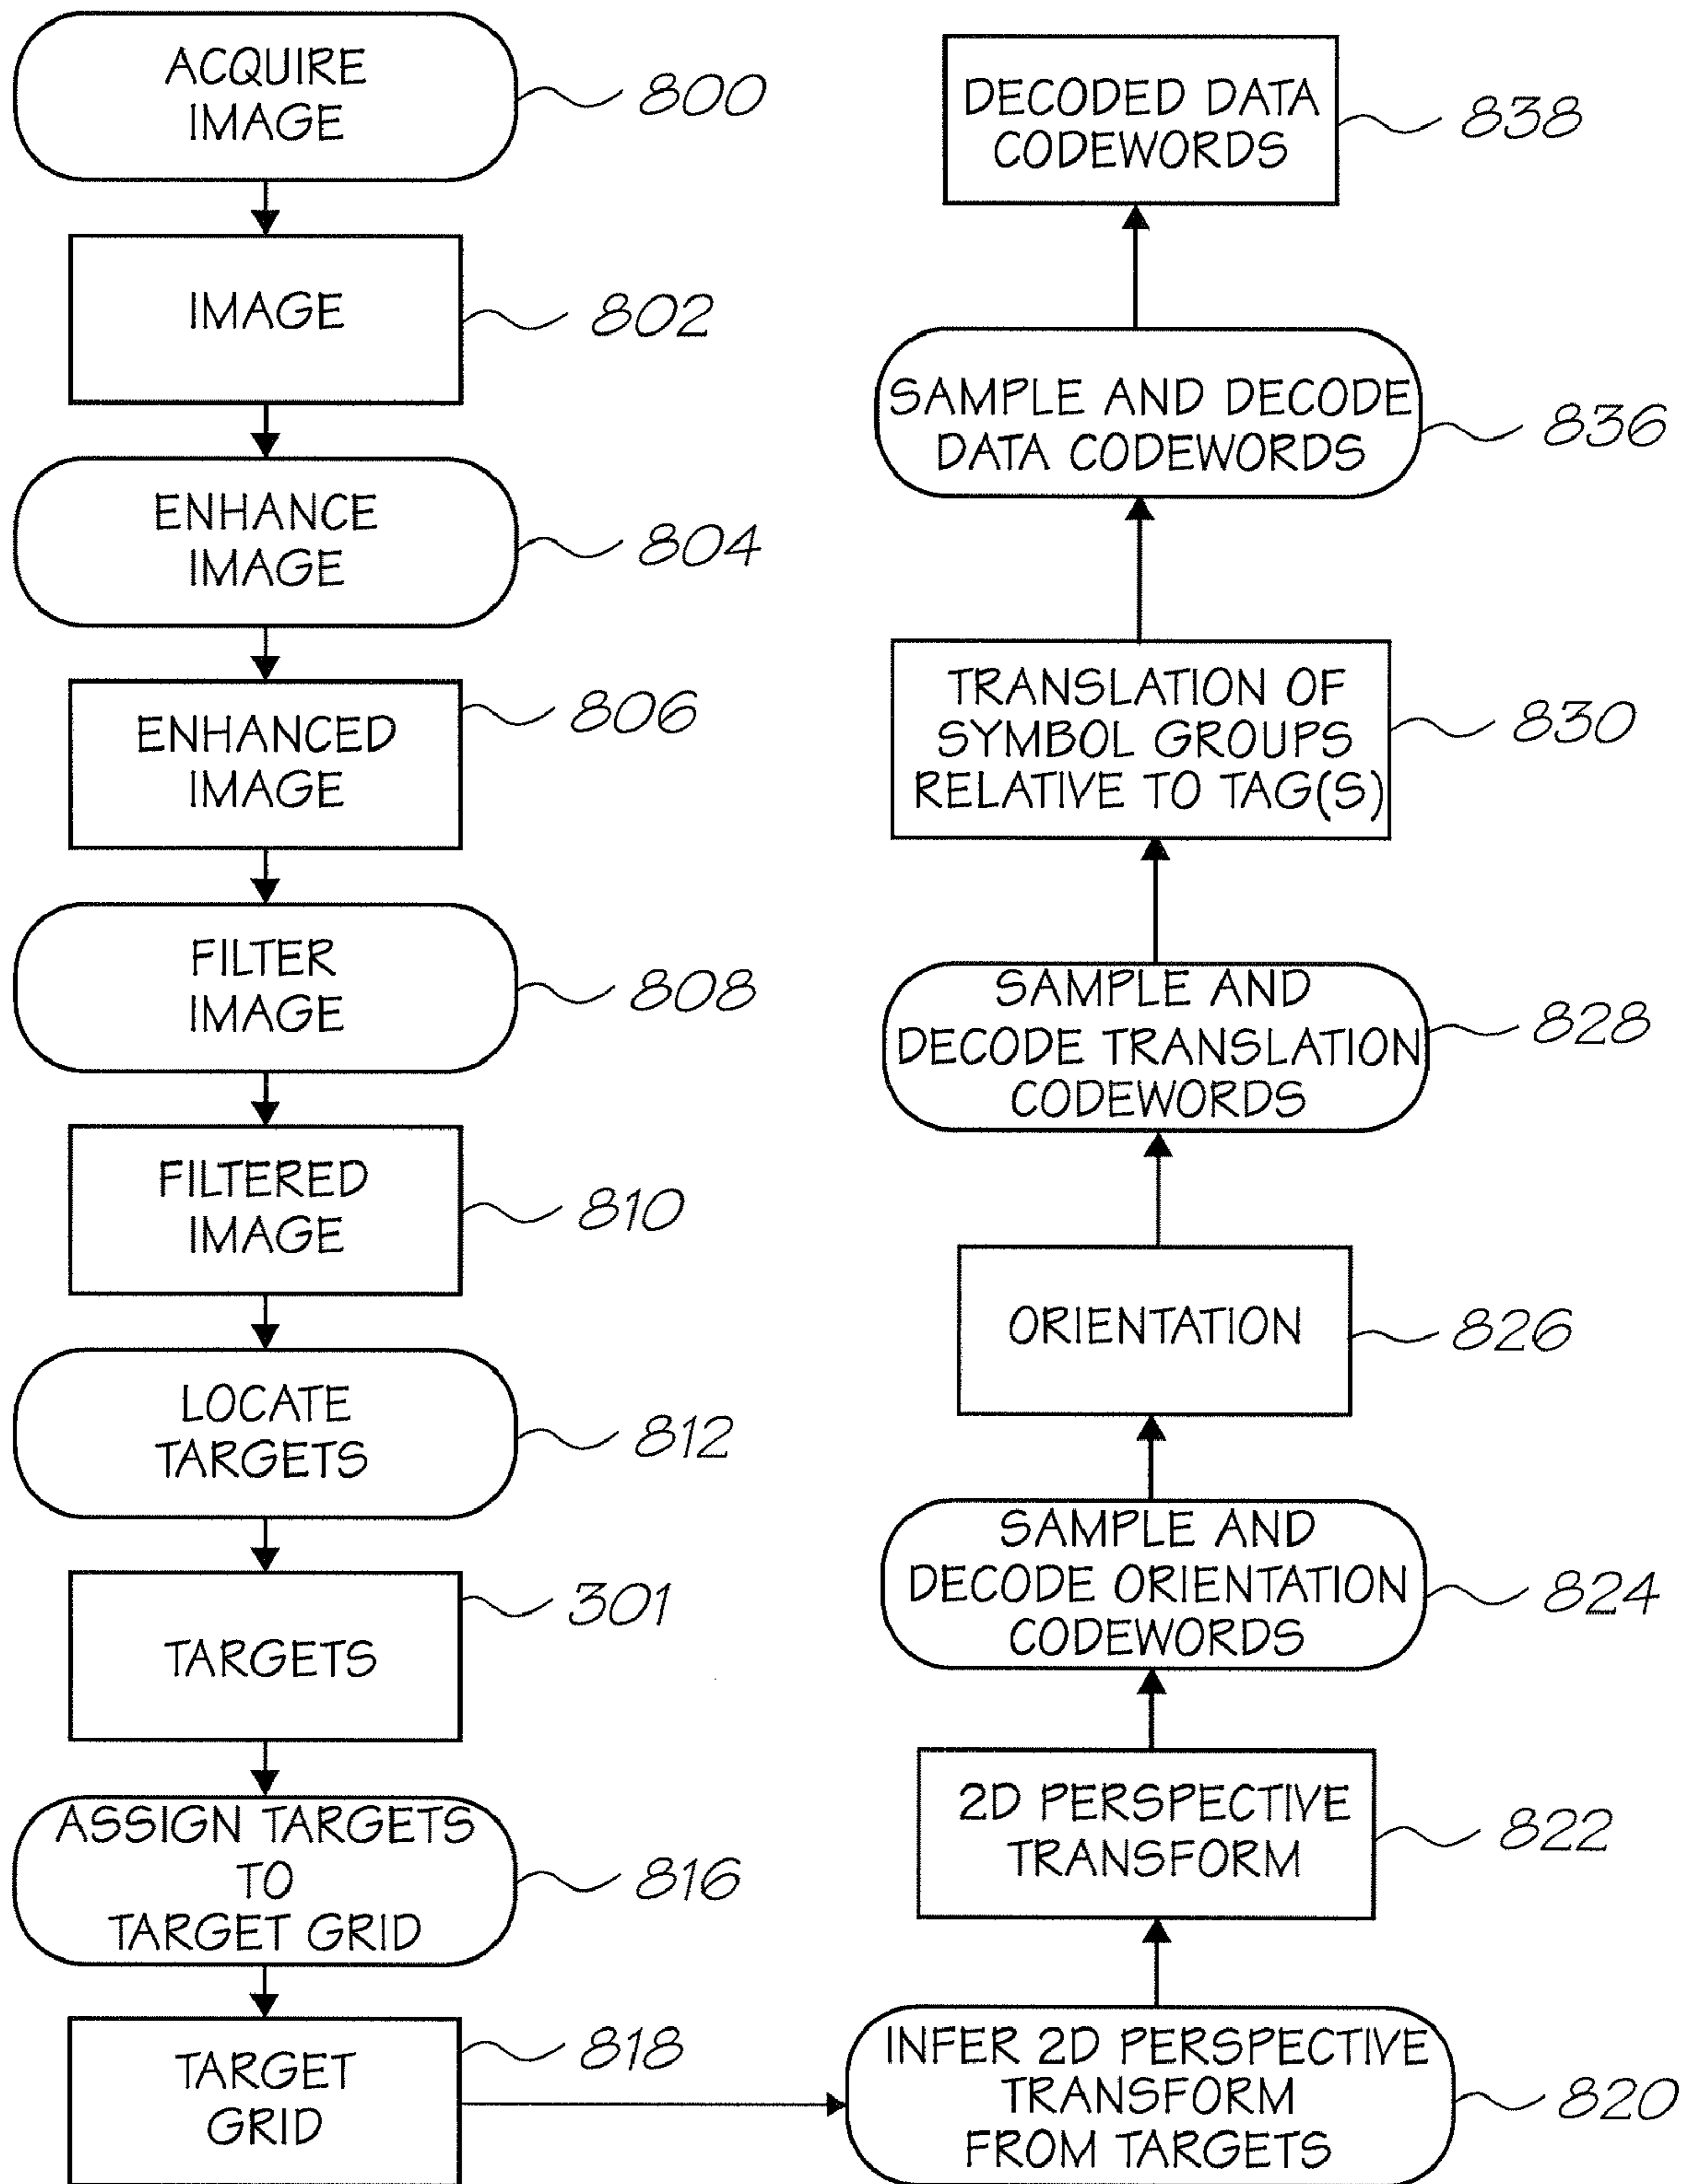 ACQUIRE
IMAGE
800
IMAGE
802
ENHANCE
IMAGE
804
ENHANCED
IMAGE
806
FILTER
IMAGE
808
FILTERED
IMAGE
810
LOCATE
TARGETS
812
TARGETS
301
ASSIGN TARGETS
TO
TARGET GRID
816
TARGET
GRID
818
INFER 2D PERSPECTIVE
TRANSFORM
FROM TARGETS
820
2D PERSPECTIVE
TRANSFORM
822
SAMPLE AND
DECODE ORIENTATION
CODEWORDS
824
ORIENTATION
826
SAMPLE AND
DECODE TRANSLATION
CODEWORDS
828
TRANSLATION OF
SYMBOL GROUPS
RELATIVE TO TAG(S)
830
SAMPLE AND DECODE
DATA CODEWORDS
836
DECODED DATA
CODEWORDS
838